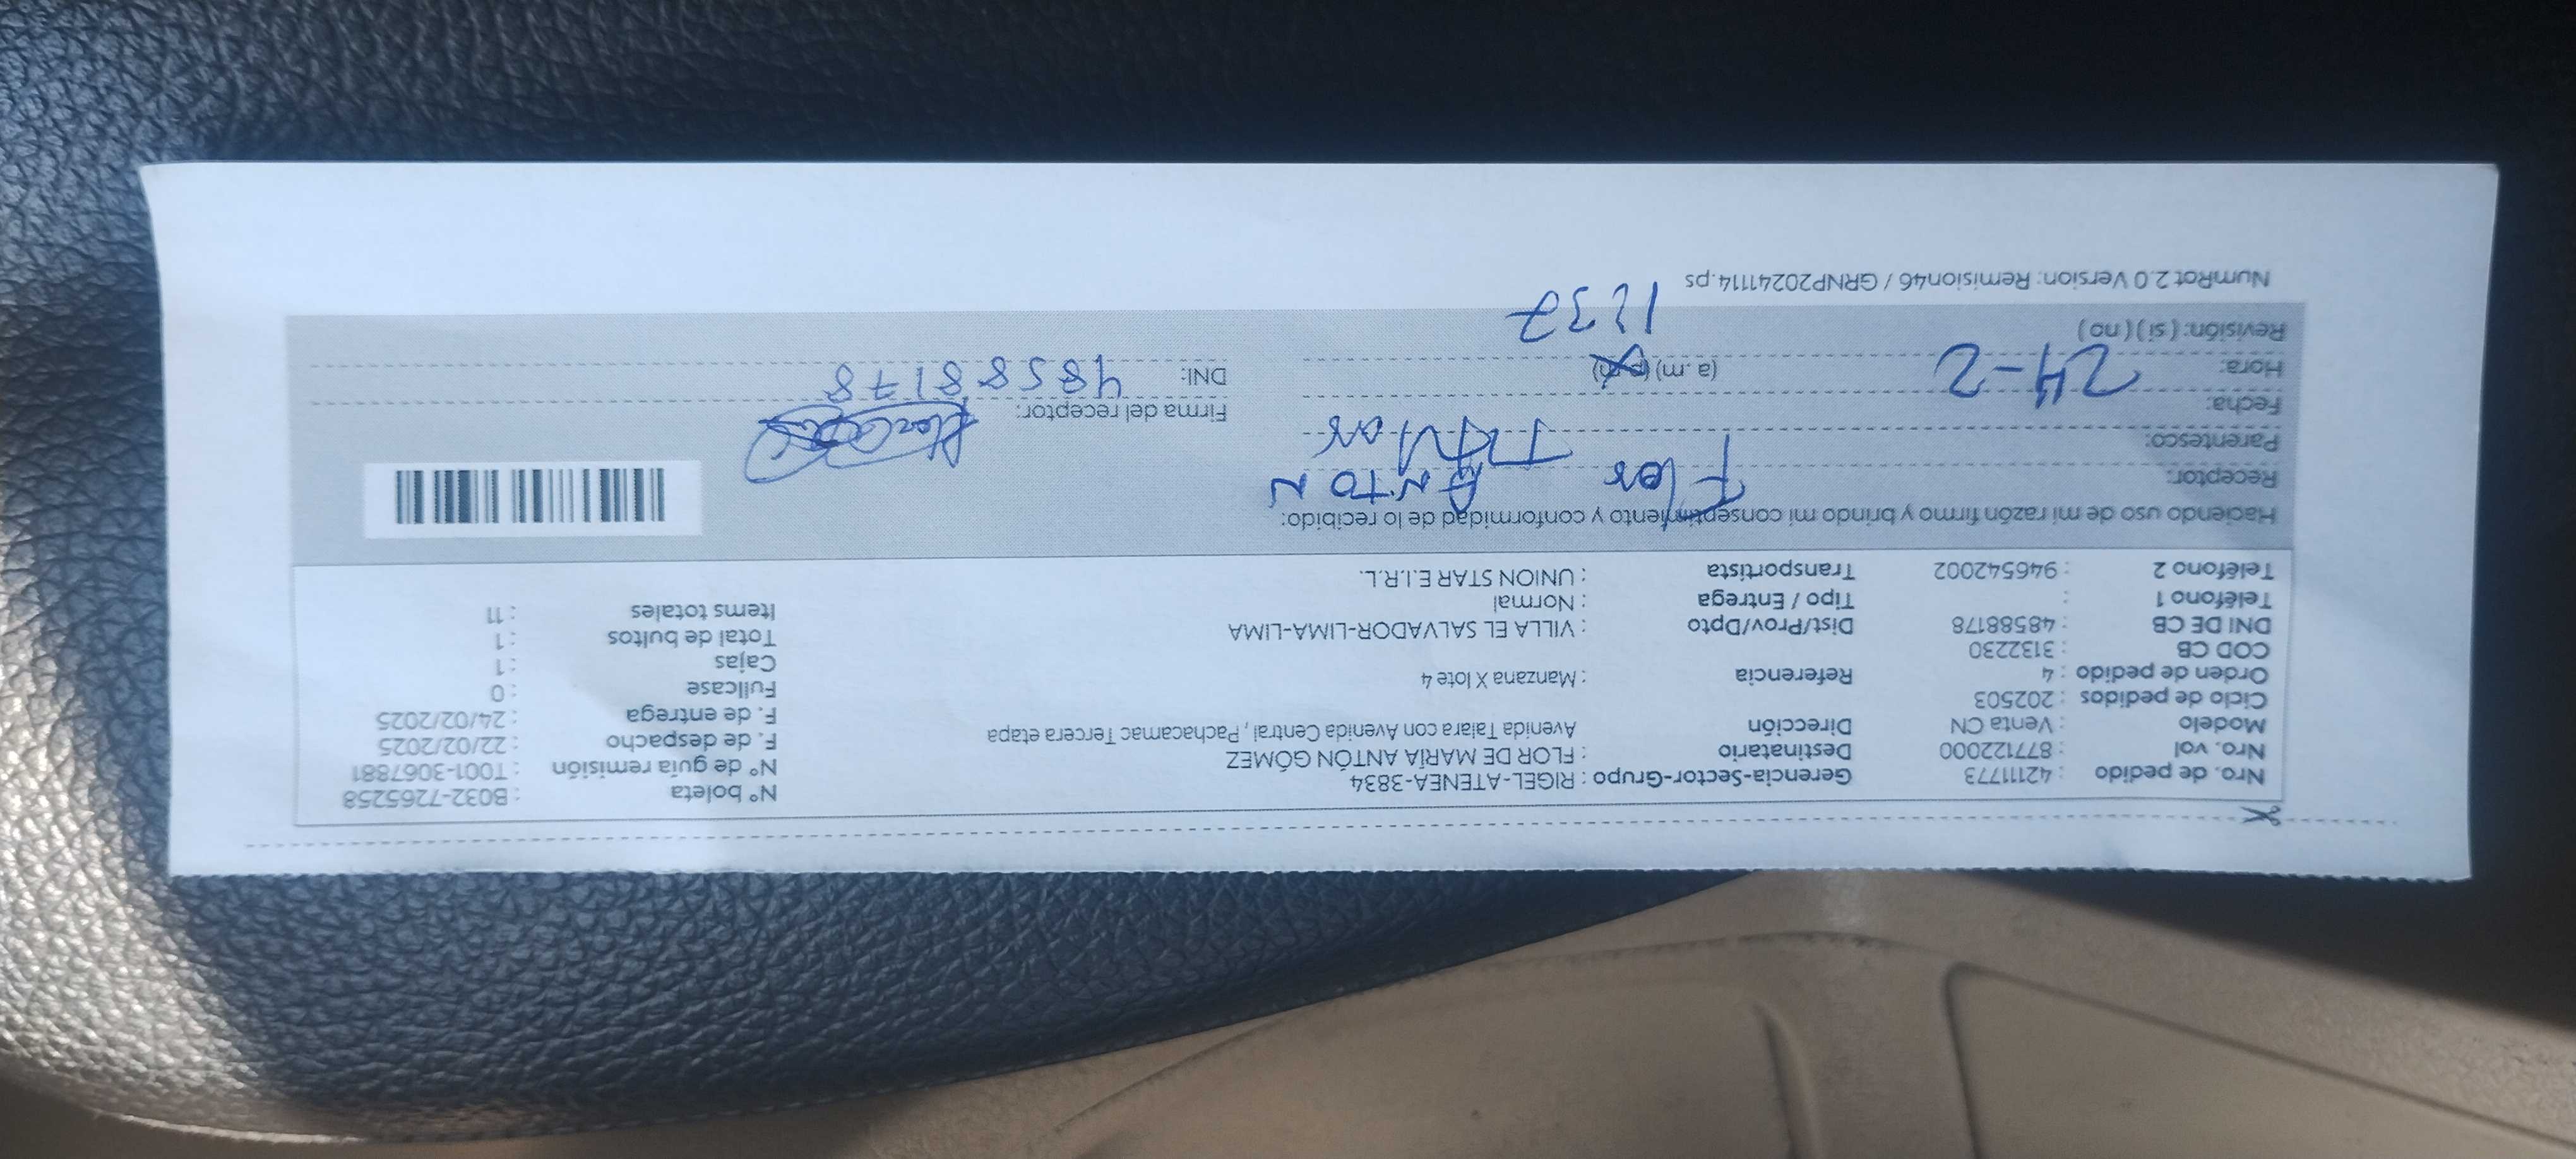 Nro. de pedido : 42111773 Gerencia-Sector-Grupo : RIGEL-ATENEA-3834 N° boleta : B032-7265258
Nro. vol : 877122000 Destinatario : FLOR DE MARÍA ANTÓN GÓMEZ N° de guía remisión : T001-3067881
Modelo : Venta CN Dirección Avenida Talara con Avenida Central , Pachacamac Tercera etapa F. de despacho : 22/02/2025
Ciclo de pedidos : 202503 F. de entrega : 24/02/2025
Orden de pedido : 4 Referencia : Manzana X lote 4 Fullcase : 0
COD CB : 3132230 Cajas : 1
DNI DE CB : 48588178 Dist/Prov/Dpto : VILLA EL SALVADOR-LIMA-LIMA Total de bultos : 1
Teléfono 1 : Tipo / Entrega : Normal Items totales : 11
Teléfono 2 : 946542002 Transportista : UNION STAR E.I.R.L.
Haciendo uso de mi razón firmo y brindo mi consentimiento y conformidad de lo recibido:
Receptor: Flor ANTON
Parentesco:
Fecha: 24-2 Firma del receptor:
Hora: (a.m) (p.m) DNI: 48588178
Revisión: ( si ) ( no )
NumRot 2.0 Version: Remision46 / GRNP20241114.ps